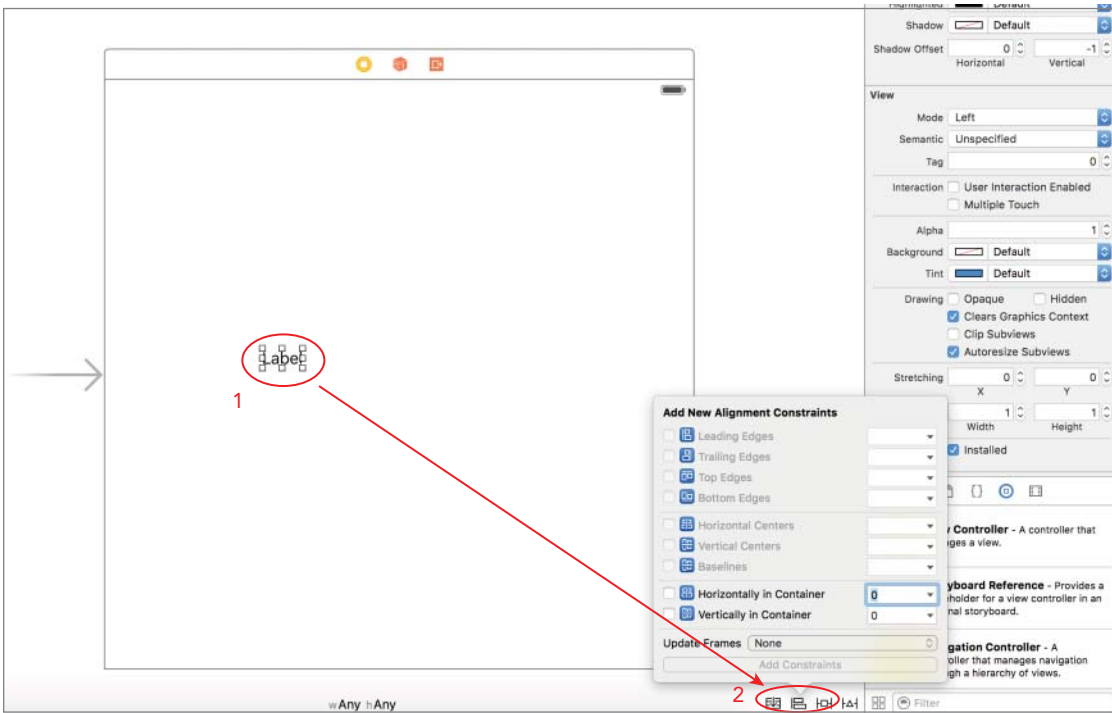 Highlighted Default
Shadow Default
Shadow Offset 0 -1
Horizontal Vertical
View
Mode Left
Semantic Unspecified
Tag 0
Interaction User Interaction Enabled
Multiple Touch
Alpha 1
Background Default
Tint Default
Drawing Opaque Hidden
Clears Graphics Context
Clip Subviews
Autoresize Subviews
Stretching 0 0
X Y
1 1
Width Height
Installed
Label
1
Add New Alignment Constraints
Leading Edges
Trailing Edges
Top Edges
Bottom Edges
Horizontal Centers
Vertical Centers
Baselines
Horizontally in Container 0
Vertically in Container 0
Update Frames None
Add Constraints
{}
Controller - A controller that
ges a view.
yboard Reference - Provides a
holder for a view controller in an
nal storyboard.
gation Controller - A
oller that manages navigation
gh a hierarchy of views.
2
wAny hAny
Filter